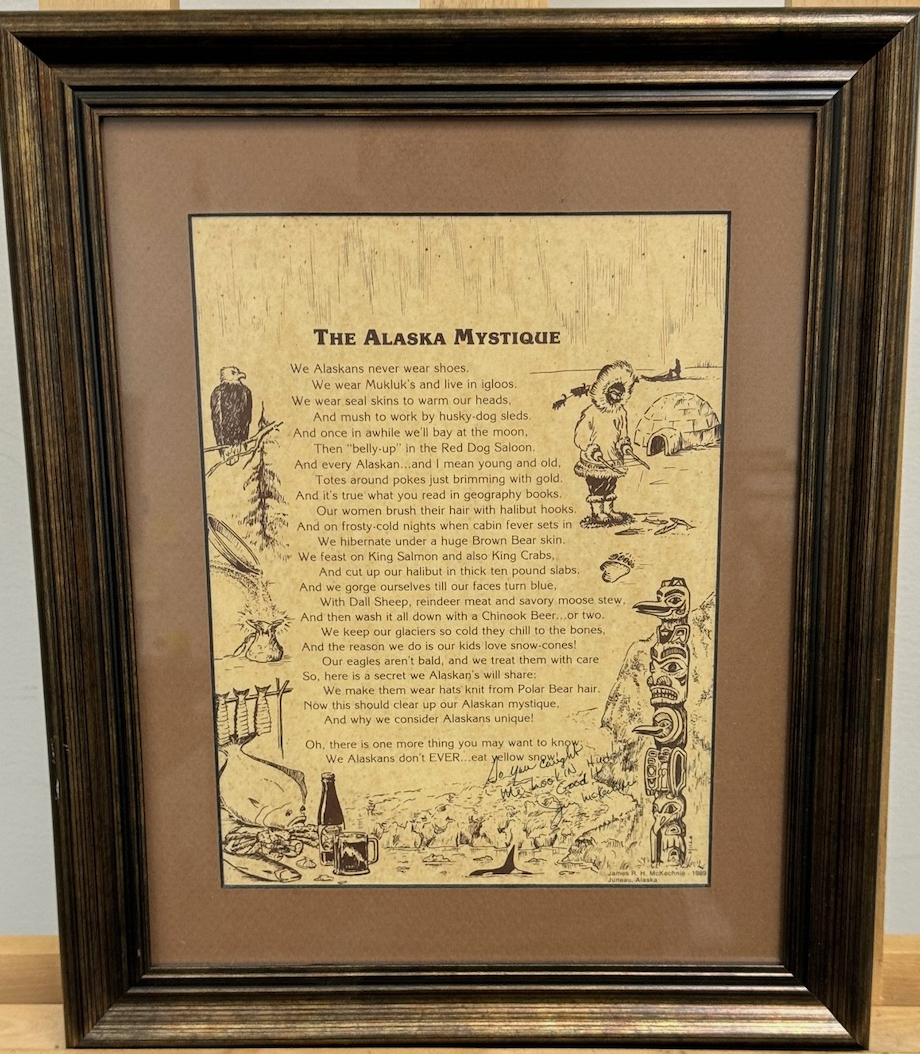 THE ALASKA MYSTIQUE
We Alaskans never wear shoes.
We wear Mukluk's and live in igloos.
We wear seal skins to warm our heads,
And mush to work by husky-dog sleds.
And once in awhile we'll bay at the moon,
Then "belly-up" in the Red Dog Saloon.
And every Alaskan...and I mean young and old,
Totes around pokes just brimming with gold.
And it's true what you read in geography books.
Our women brush their hair with halibut hooks.
And on frosty-cold nights when cabin fever sets in
We hibernate under a huge Brown Bear skin.
We feast on King Salmon and also King Crabs,
And cut up our halibut in thick ten pound slabs.
And we gorge ourselves till our faces turn blue,
With Dall Sheep, reindeer meat and savory moose stew,
And then wash it all down with a Chinook Beer...or two.
We keep our glaciers so cold they chill to the bones,
And the reason we do is our kids love snow-cones!
Our eagles aren't bald, and we treat them with care
So, here is a secret we Alaskan's will share:
We make them wear hats knit from Polar Bear hair.
Now this should clear up our Alaskan mystique,
And why we consider Alaskans unique!
Oh, there is one more thing you may want to know:
We Alaskans don't EVER...eat yellow snow.
So you caught
me lookin
Good
Jim McKechnie
James R. H. McKechnie - 1989
Juneau, Alaska